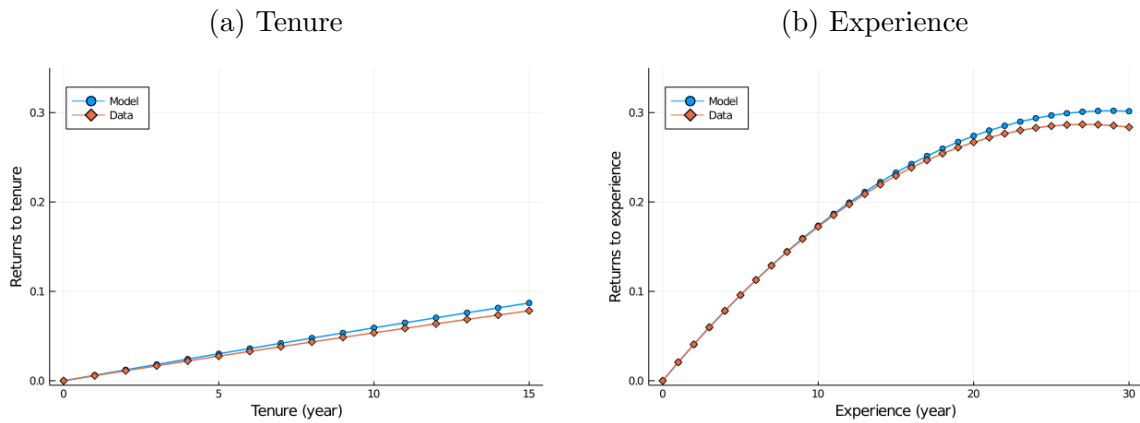 (a) Tenure
Returns to tenure
0.3
0.2
0.1
0.0
Model
Data
0
5
10
15
Tenure (year)
(b) Experience
Returns to experience
0.3
0.2
0.1
0.0
Model
Data
0
10
20
30
Experience (year)